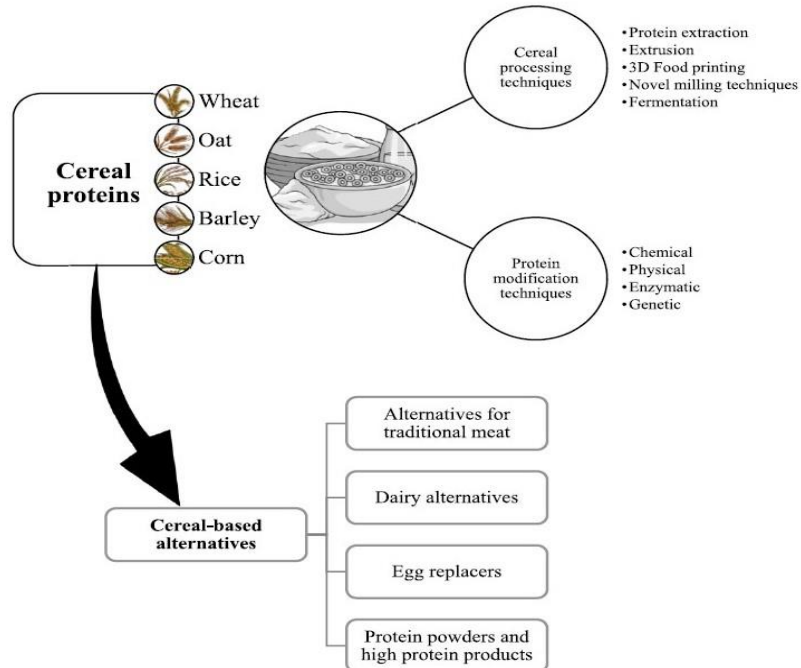 Cereal
proteins
Wheat
Oat
Rice
Barley
Corn
Cereal
processing
techniques
•Protein extraction
•Extrusion
•3D Food printing
•Novel milling techniques
•Fermentation
Protein
modification
techniques
•Chemical
•Physical
•Enzymatic
•Genetic
Cereal-based
alternatives
Alternatives for
traditional meat
Dairy alternatives
Egg replacers
Protein powders and
high protein products